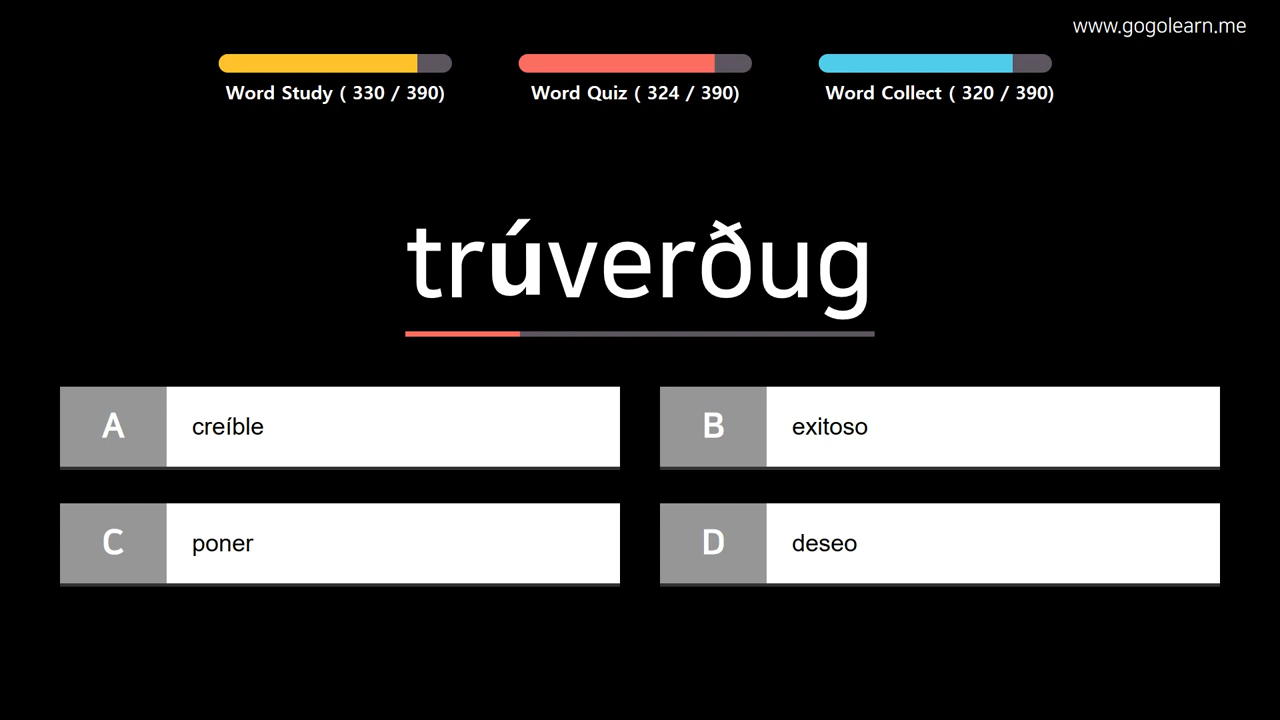 www.gogolearn.me
Word Study ( 330 / 390)
Word Quiz ( 324 / 390)
Word Collect ( 320 / 390)
trúverðug
A creíble
B exitoso
C poner
D deseo